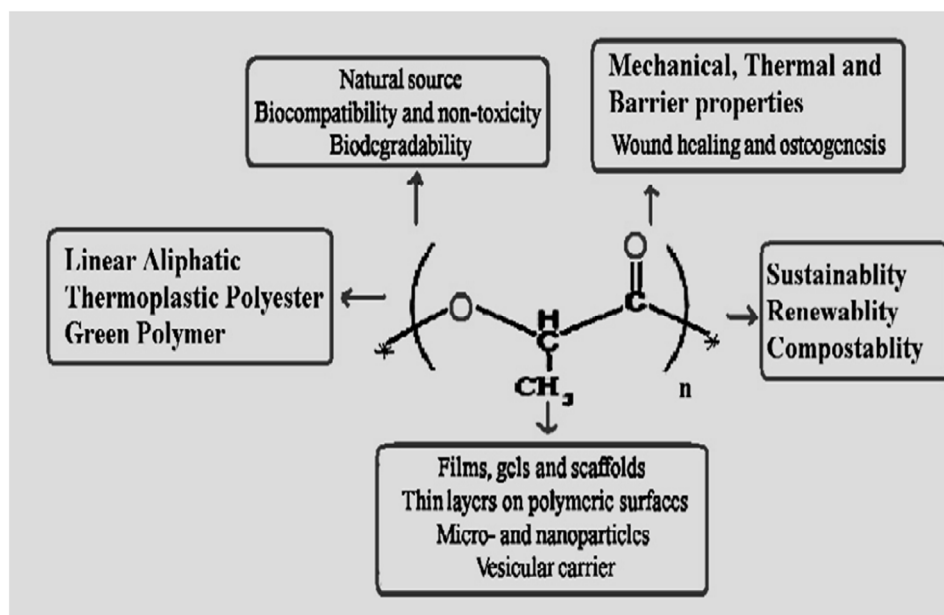 Natural source
Biocompatibility and non-toxicity
Biodegradability
Mechanical, Thermal and
Barrier properties
Wound healing and osteogenesis
Linear Aliphatic
Thermoplastic Polyester
Green Polymer
O
O
H
C
C
CH3
n
Sustainablity
Renewablity
Compostablity
Films, gels and scaffolds
Thin layers on polymeric surfaces
Micro- and nanoparticles
Vesicular carrier